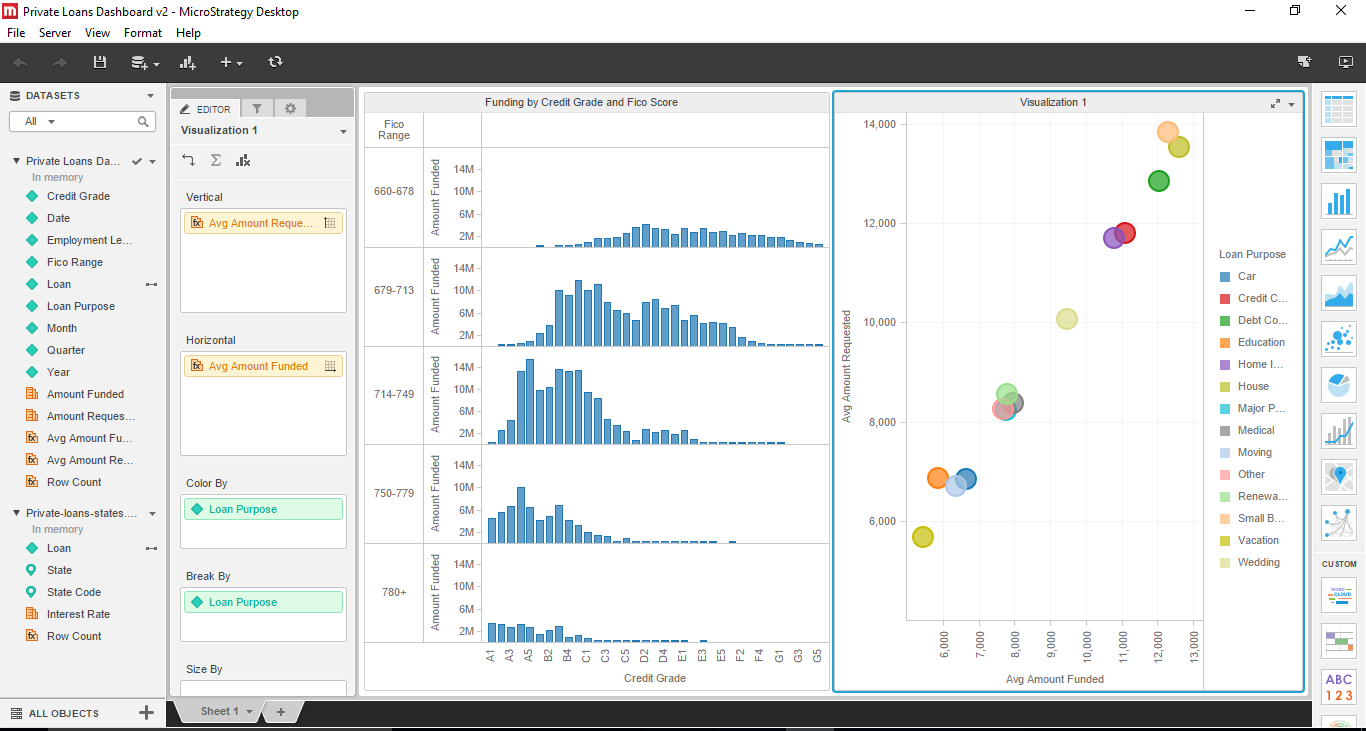 Private Loans Dashboard v2 - MicroStrategy Desktop
File Server View Format Help
DATASETS
All
Private Loans Da...
In memory
Credit Grade
Date
Employment Le...
Fico Range
Loan
Loan Purpose
Month
Quarter
Year
Amount Funded
Amount Reques...
Avg Amount Fu...
Avg Amount Re...
Row Count
Private-loans-states....
In memory
Loan
State
State Code
Interest Rate
Row Count
ALL OBJECTS
EDITOR
Visualization 1
Vertical
Avg Amount Reque...
Horizontal
Avg Amount Funded
Color By
Loan Purpose
Break By
Loan Purpose
Size By
Funding by Credit Grade and Fico Score
Fico
Range
660-678
Amount Funded
14M
10M
6M
2M
679-713
Amount Funded
14M
10M
6M
2M
714-749
Amount Funded
14M
10M
6M
2M
750-779
Amount Funded
14M
10M
6M
2M
780+
Amount Funded
14M
10M
6M
2M
A1 A3 A5 B2 B4 C1 C3 C5 D2 D4 E1 E3 E5 F2 F4 G1 G3 G5
Credit Grade
Visualization 1
Avg Amount Requested
14,000
12,000
10,000
8,000
6,000
6,000 7,000 8,000 9,000 10,000 11,000 12,000 13,000
Avg Amount Funded
Loan Purpose
Car
Credit C...
Debt Co...
Education
Home I...
House
Major P...
Medical
Moving
Other
Renewa...
Small B...
Vacation
Wedding
CUSTOM
WORD
CLOUD
ABC
123
Sheet 1